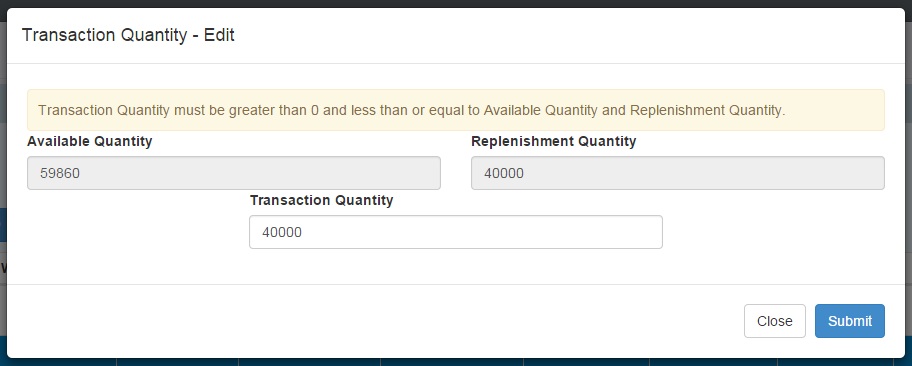 Transaction Quantity - Edit
Transaction Quantity must be greater than 0 and less than or equal to Available Quantity and Replenishment Quantity.
Available Quantity
Replenishment Quantity
59860
40000
Transaction Quantity
40000
Close
Submit